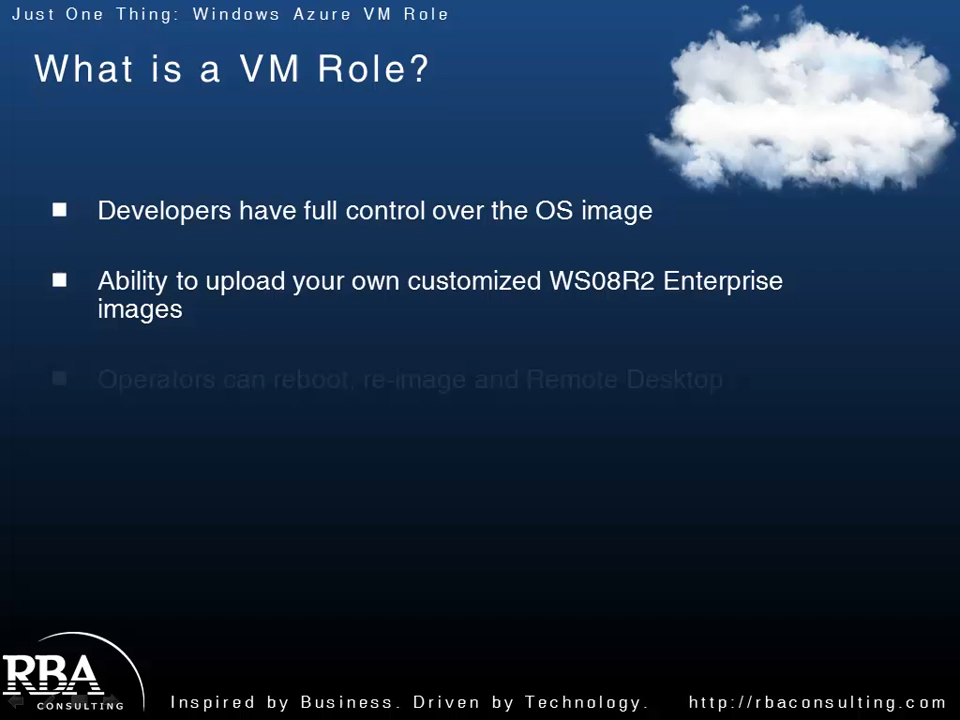 Just One Thing: Windows Azure VM Role
What is a VM Role?
Developers have full control over the OS image
Ability to upload your own customized WS08R2 Enterprise
images
Operators can reboot, re-image and Remote Desktop
RBA
CONSULTING
Inspired by Business. Driven by Technology. http://rbaconsulting.com